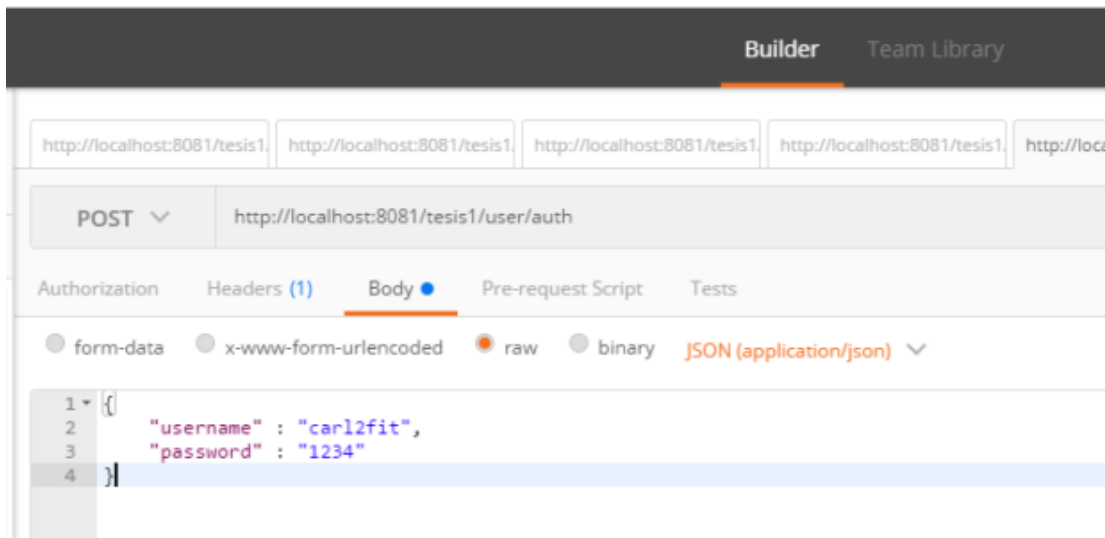 Builder Team Library
http://localhost:8081/tesis1. http://localhost:8081/tesis1. http://localhost:8081/tesis1. http://localhost:8081/tesis1. http://loca
POST http://localhost:8081/tesis1/user/auth
Authorization Headers (1) Body Pre-request Script Tests
form-data x-www-form-urlencoded raw binary JSON (application/json)
1 {
2 "username" : "carl2fit",
3 "password" : "1234"
4 }